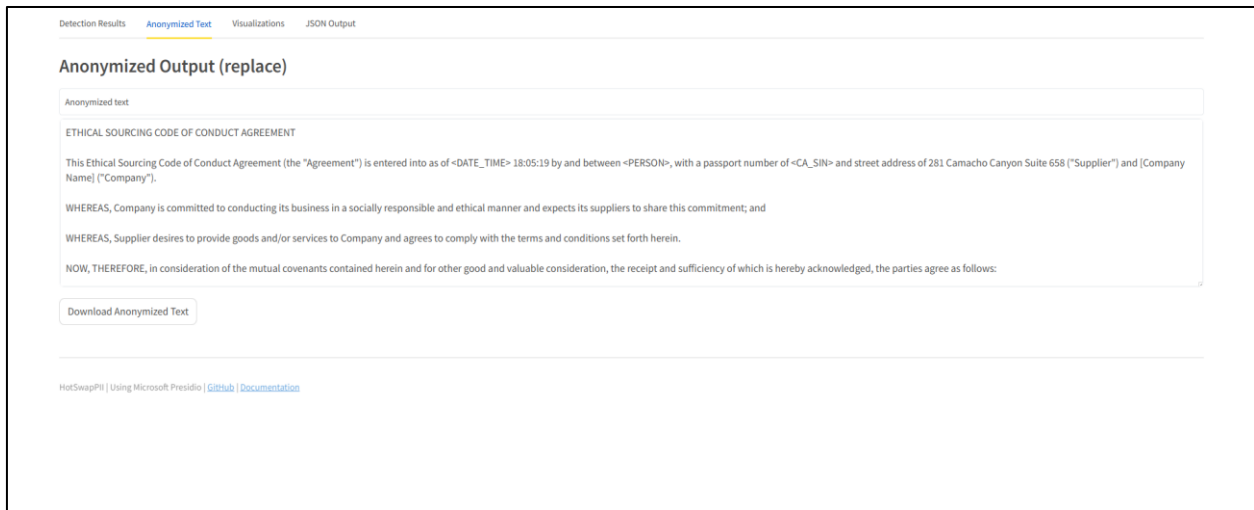 Detection Results Anonymized Text Visualizations JSON Output
Anonymized Output (replace)
Anonymized text
ETHICAL SOURCING CODE OF CONDUCT AGREEMENT
This Ethical Sourcing Code of Conduct Agreement (the "Agreement") is entered into as of <DATE_TIME> 18:05:19 by and between <PERSON>, with a passport number of <CA_SIN> and street address of 281 Camacho Canyon Suite 658 ("Supplier") and [Company
Name] ("Company").
WHEREAS, Company is committed to conducting its business in a socially responsible and ethical manner and expects its suppliers to share this commitment; and
WHEREAS, Supplier desires to provide goods and/or services to Company and agrees to comply with the terms and conditions set forth herein.
NOW, THEREFORE, in consideration of the mutual covenants contained herein and for other good and valuable consideration, the receipt and sufficiency of which is hereby acknowledged, the parties agree as follows:
Download Anonymized Text
HotSwapPII | Using Microsoft Presidio | GitHub | Documentation